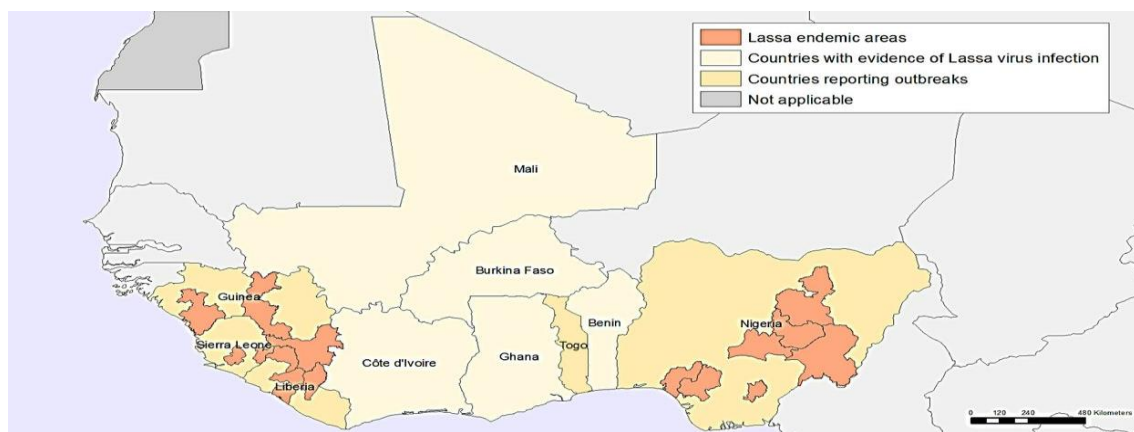 Lassa endemic areas
Countries with evidence of Lassa virus infection
Countries reporting outbreaks
Not applicable
Mali
Burkina Faso
Guinea
Benin
Nigeria
Sierra Leone
Togo
Côte d'Ivoire
Ghana
Liberia
0 120 240 480 Kilometers